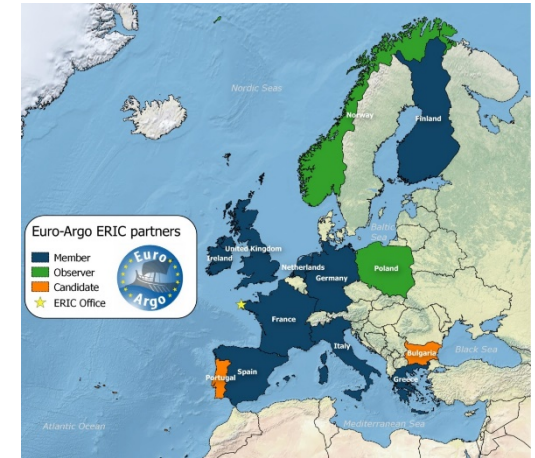 Nordic Seas
Norway
Finland
Baltic
Sea
Euro-Argo ERIC partners
Member
Observer
Candidate
ERIC Office
Euro
Argo
United Kingdom
Ireland
Netherlands
Germany
Poland
France
Italy
Bulgaria
Black Sea
Portugal
Spain
Greece
Atlantic Ocean
Mediterranean Sea